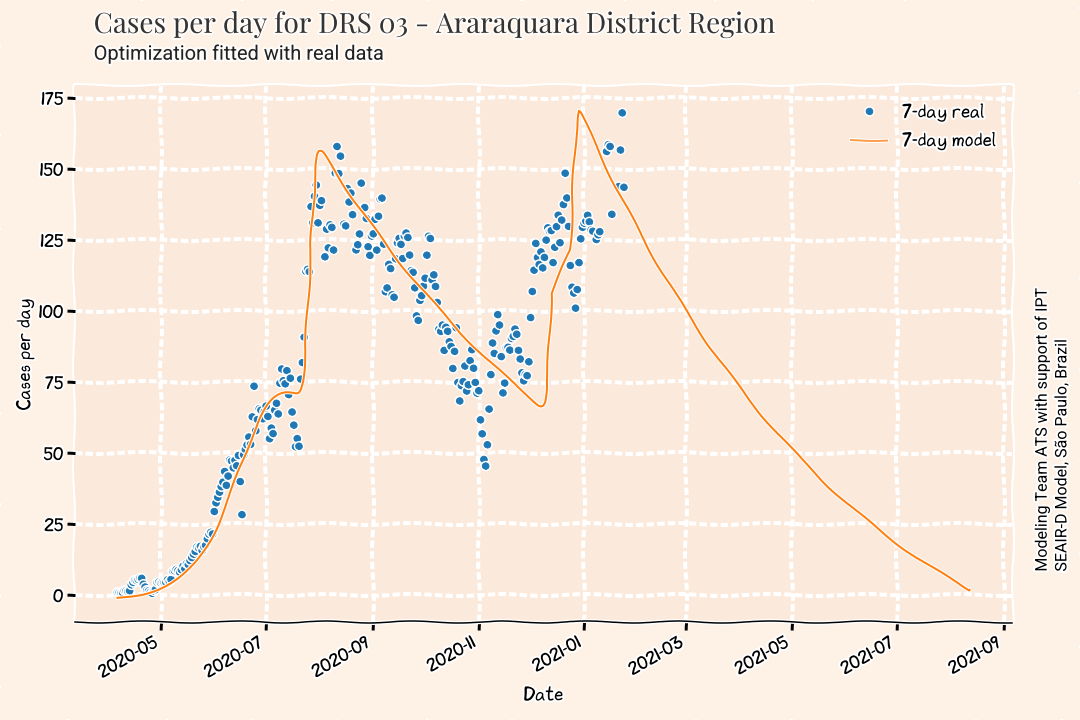 Cases per day for DRS 03 - Araraquara District Region
Optimization fitted with real data
175
150
125
100
75
50
25
0
Cases per day
7-day real
7-day model
2020-05
2020-07
2020-09
2020-11
2021-01
2021-03
2021-05
2021-07
2021-09
Date
Modeling Team ATS with support of IPT
SEAIR-D Model, São Paulo, Brazil